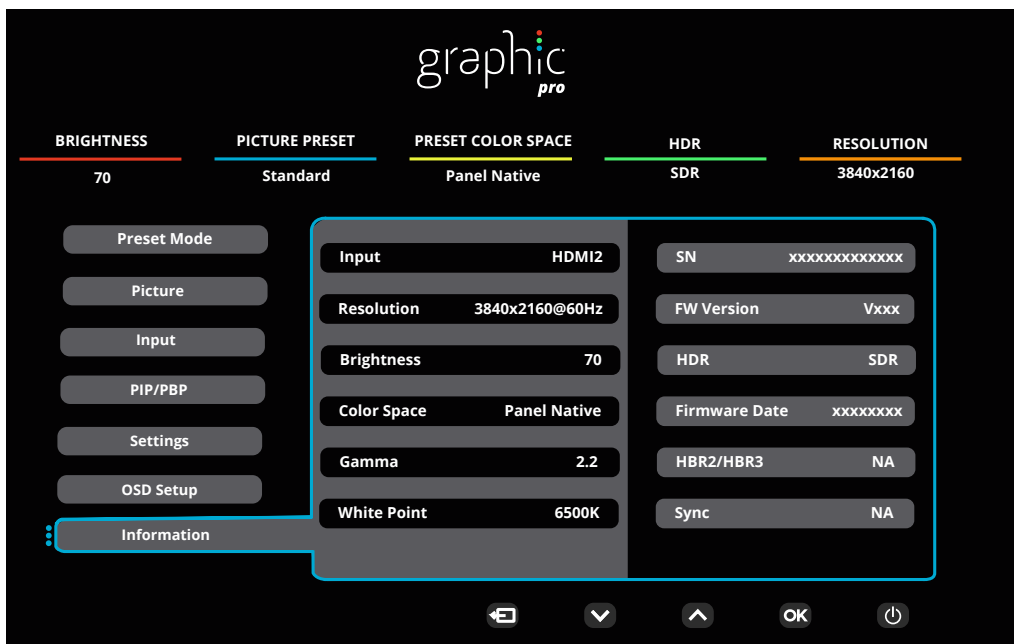 graphic
pro
BRIGHTNESS PICTURE PRESET PRESET COLOR SPACE HDR RESOLUTION
70 Standard Panel Native SDR 3840x2160
Preset Mode
Picture
Input
PIP/PBP
Settings
OSD Setup
Information
Input HDMI2
Resolution 3840x2160@60Hz
Brightness 70
Color Space Panel Native
Gamma 2.2
White Point 6500K
SN xxxxxxxxxxxxx
FW Version Vxxx
HDR SDR
Firmware Date xxxxxxxx
HBR2/HBR3 NA
Sync NA
OK